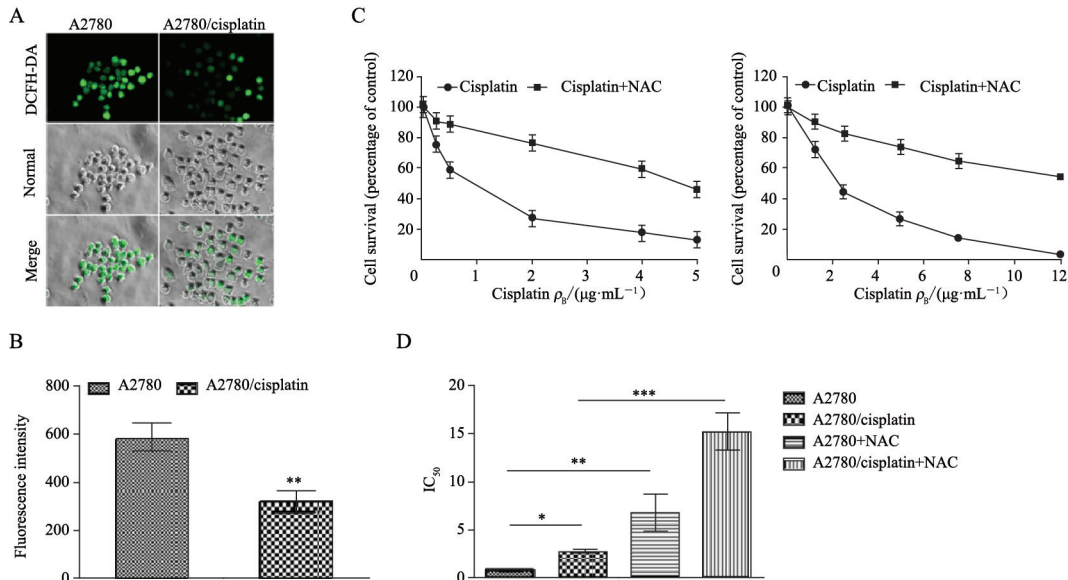 A
A2780 A2780/cisplatin
DCFH-DA
Normal
Merge
C
Cell survival (percentage of control)
120
100
80
60
40
20
0
1
2
3
4
5
Cisplatin
Cisplatin+NAC
Cisplatin ρB/(μg·mL−1)
Cell survival (percentage of control)
120
100
80
60
40
20
0
2
4
6
8
10
12
Cisplatin
Cisplatin+NAC
Cisplatin ρB/(μg·mL−1)
B
Fluorescence intensity
800
600
400
200
0
A2780
A2780/cisplatin
**
D
IC50
20
15
10
5
0
*
**
***
A2780
A2780/cisplatin
A2780+NAC
A2780/cisplatin+NAC